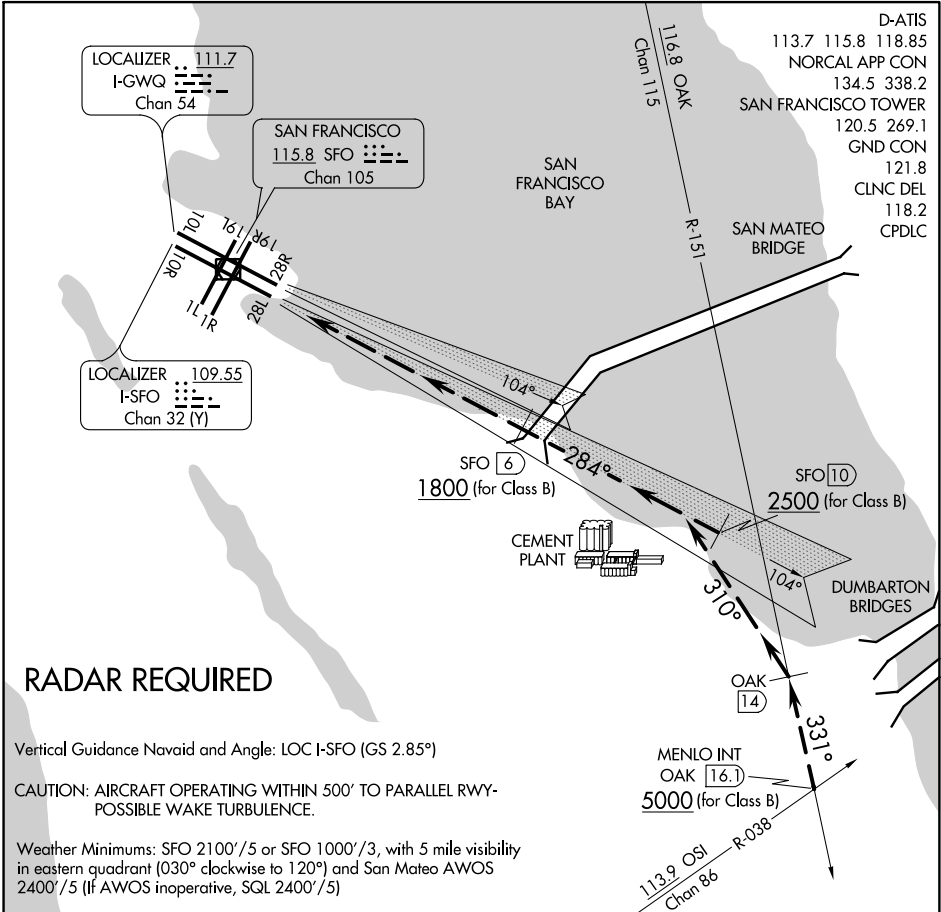 D-ATIS
113.7 115.8 118.85
NORCAL APP CON
134.5 338.2
SAN FRANCISCO TOWER
120.5 269.1
GND CON
121.8
CLNC DEL
118.2
CPDLC
LOCALIZER 111.7
I-GWQ
Chan 54
SAN FRANCISCO
115.8 SFO
Chan 105
116.8 OAK
Chan 115
SAN
FRANCISCO
BAY
R-151
SAN MATEO
BRIDGE
10L
10R
19L
19R
28R
28L
1L
1R
LOCALIZER 109.55
I-SFO
Chan 32 (Y)
104°
284°
SFO 6
1800 (for Class B)
SFO 10
2500 (for Class B)
CEMENT
PLANT
104°
DUMBARTON
BRIDGES
310°
RADAR REQUIRED
OAK
14
331°
MENLO INT
OAK 16.1
5000 (for Class B)
R-038
113.9 OSI
Chan 86
Vertical Guidance Navaid and Angle: LOC I-SFO (GS 2.85°)
CAUTION: AIRCRAFT OPERATING WITHIN 500' TO PARALLEL RWY-
POSSIBLE WAKE TURBULENCE.
Weather Minimums: SFO 2100'/5 or SFO 1000'/3, with 5 mile visibility
in eastern quadrant (030° clockwise to 120°) and San Mateo AWOS
2400'/5 (If AWOS inoperative, SQL 2400'/5)